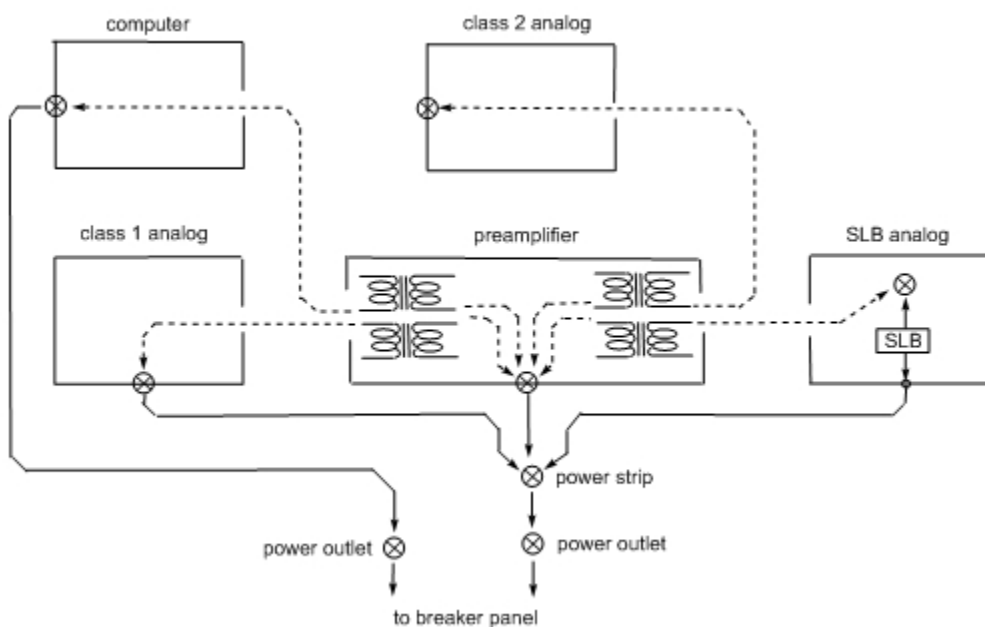 computer
class 2 analog
class 1 analog
preamplifier
SLB analog
SLB
power strip
power outlet
power outlet
to breaker panel